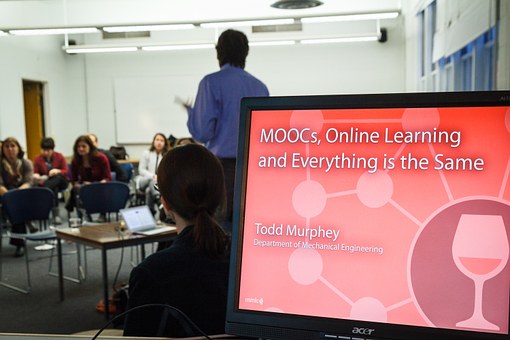 MOOCs, Online Learning
and Everything is the Same
Todd Murphey
Department of Mechanical Engineering
acer